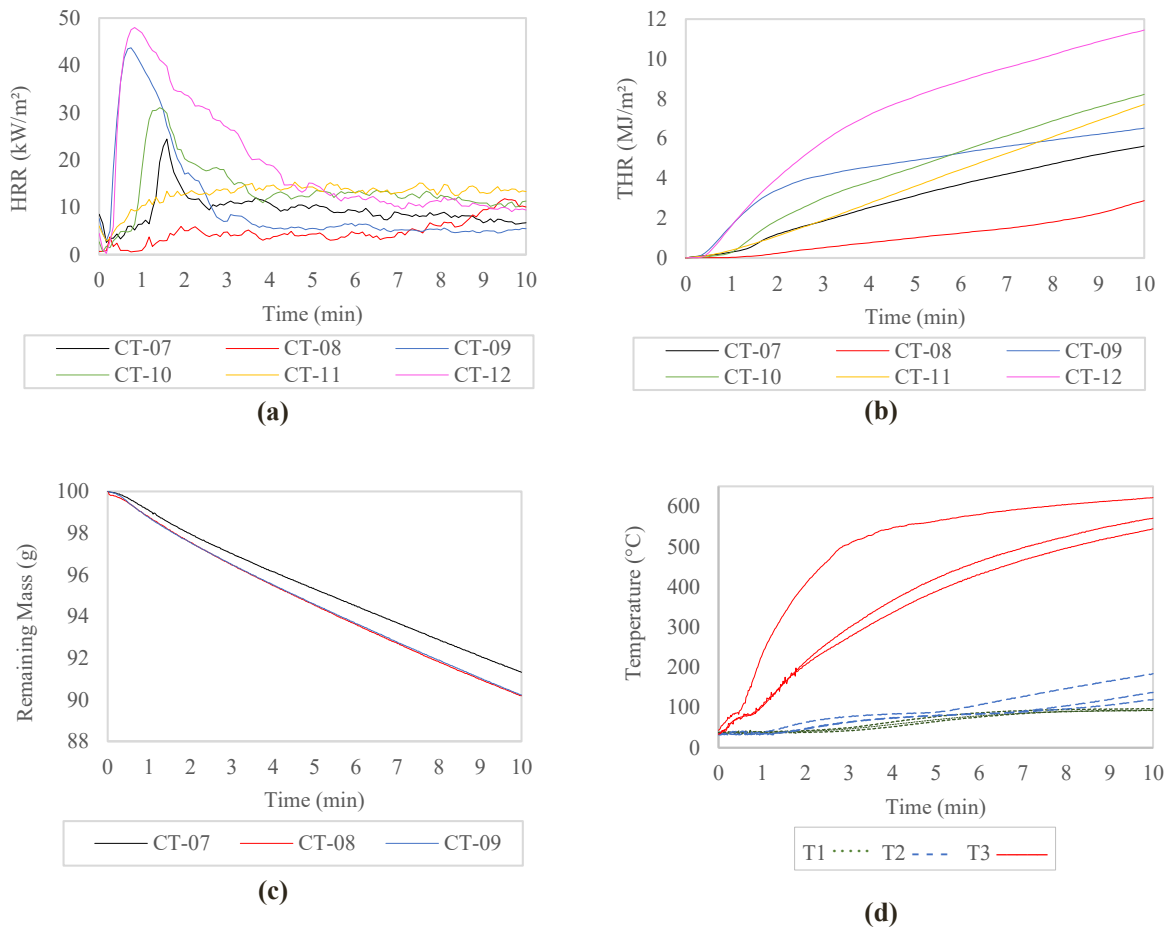 50
40
30
20
10
0
HRR (kW/m²)
0 1 2 3 4 5 6 7 8 9 10
Time (min)
CT-07 CT-08 CT-09
CT-10 CT-11 CT-12
(a)
12
10
8
6
4
2
0
THR (MJ/m²)
0 1 2 3 4 5 6 7 8 9 10
Time (min)
CT-07 CT-08 CT-09
CT-10 CT-11 CT-12
(b)
100
98
96
94
92
90
88
Remaining Mass (g)
0 1 2 3 4 5 6 7 8 9 10
Time (min)
CT-07 CT-08 CT-09
(c)
600
500
400
300
200
100
0
Temperature (°C)
0 1 2 3 4 5 6 7 8 9 10
Time (min)
T1 T2 T3
(d)